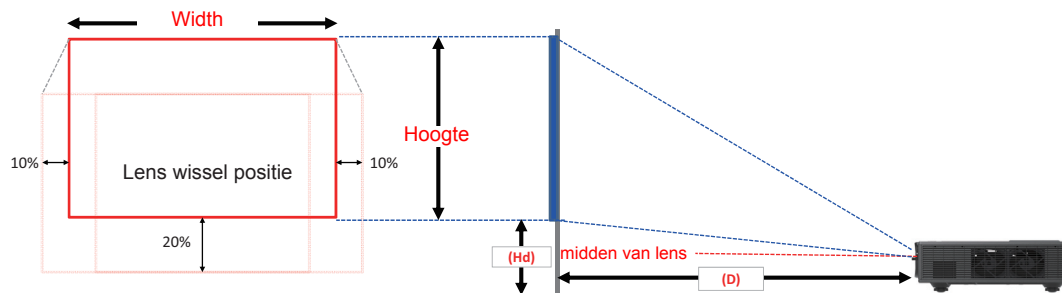 Width
Hoogte
10%
10%
Lens wissel positie
20%
(Hd)
midden van lens
(D)